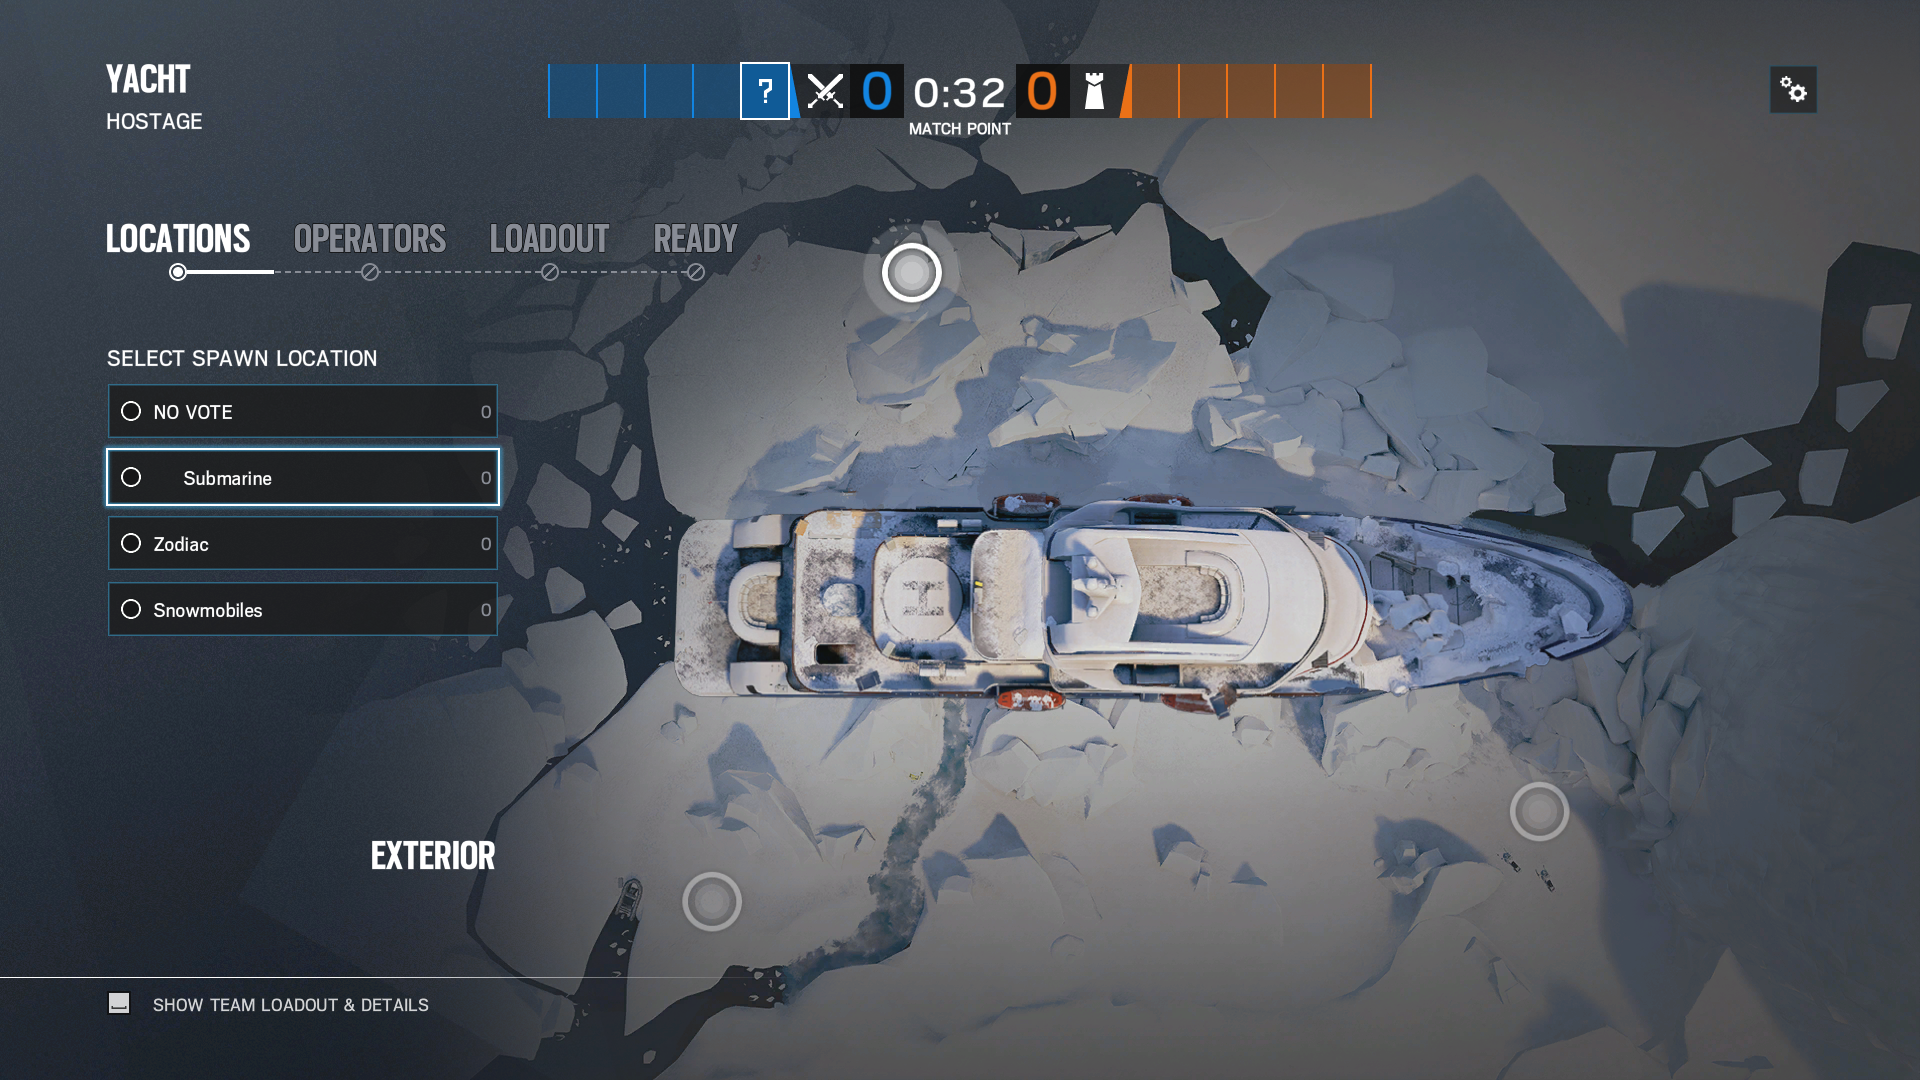 YACHT
HOSTAGE
?
0
0:32
0
MATCH POINT
LOCATIONS
OPERATORS
LOADOUT
READY
SELECT SPAWN LOCATION
NO VOTE 0
Submarine 0
Zodiac 0
Snowmobiles 0
H
EXTERIOR
SHOW TEAM LOADOUT & DETAILS